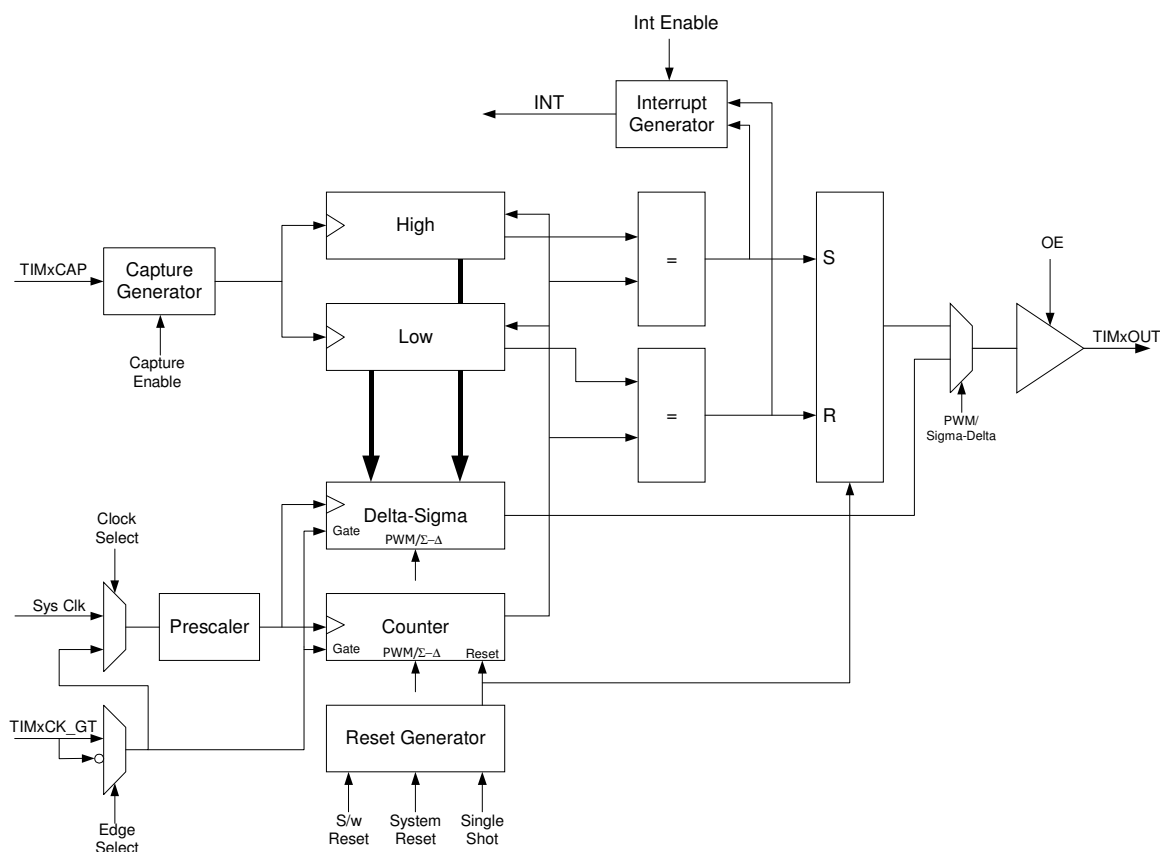 Int Enable
INT
Interrupt
Generator
High
=
S
OE
TIMxCAP
Capture
Generator
Low
TIMxOUT
Capture
Enable
=
R
PWM/
Sigma-Delta
Delta-Sigma
Gate
PWM/Σ−Δ
Clock
Select
Sys Clk
Prescaler
Counter
Gate
PWM/Σ−Δ
Reset
TIMxCK_GT
Reset Generator
Edge
Select
S/w
Reset
System
Reset
Single
Shot